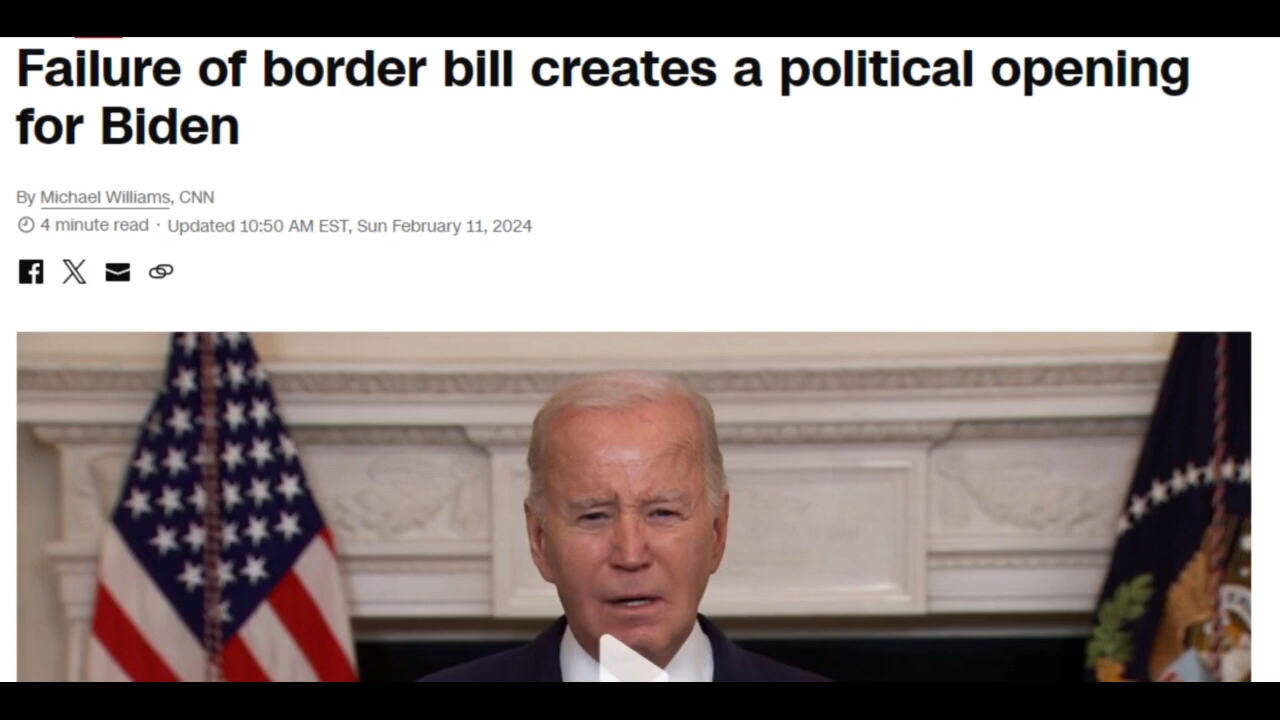 Failure of border bill creates a political opening
for Biden
By Michael Williams, CNN
4 minute read · Updated 10:50 AM EST, Sun February 11, 2024